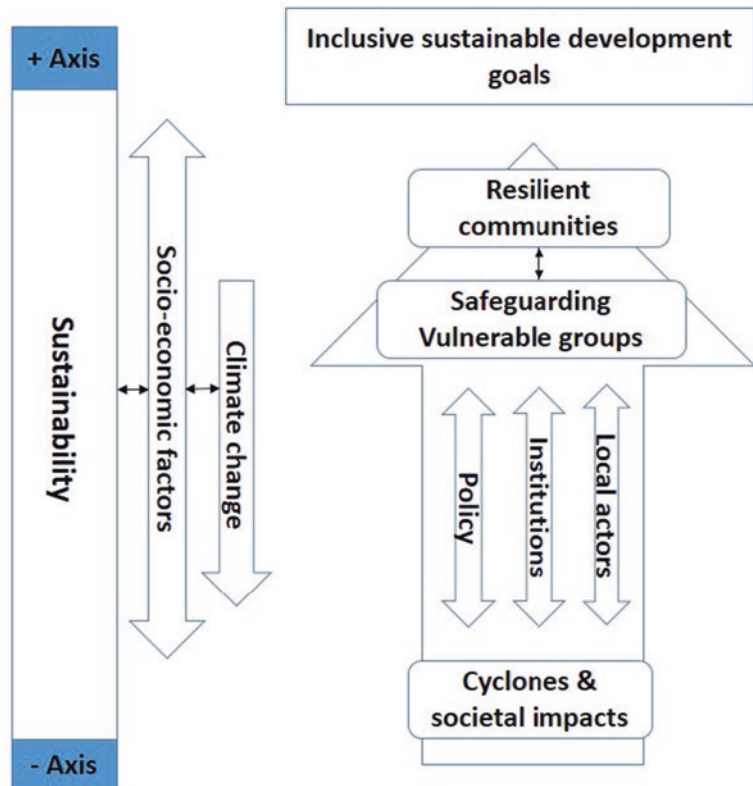 + Axis
Sustainability
- Axis
Socio-economic factors
Climate change
Inclusive sustainable development
goals
Resilient
communities
Safeguarding
Vulnerable groups
Policy
Institutions
Local actors
Cyclones &
societal impacts